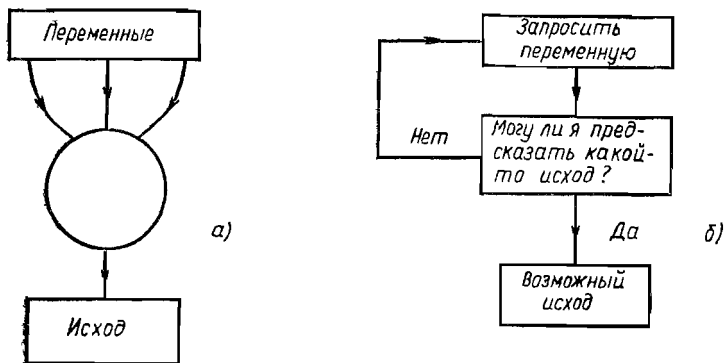 Переменные
а)
Исход
Запросить
переменную
Нет
Могу ли я пред-
сказать какой-
то исход?
Да
б)
Возможный
исход